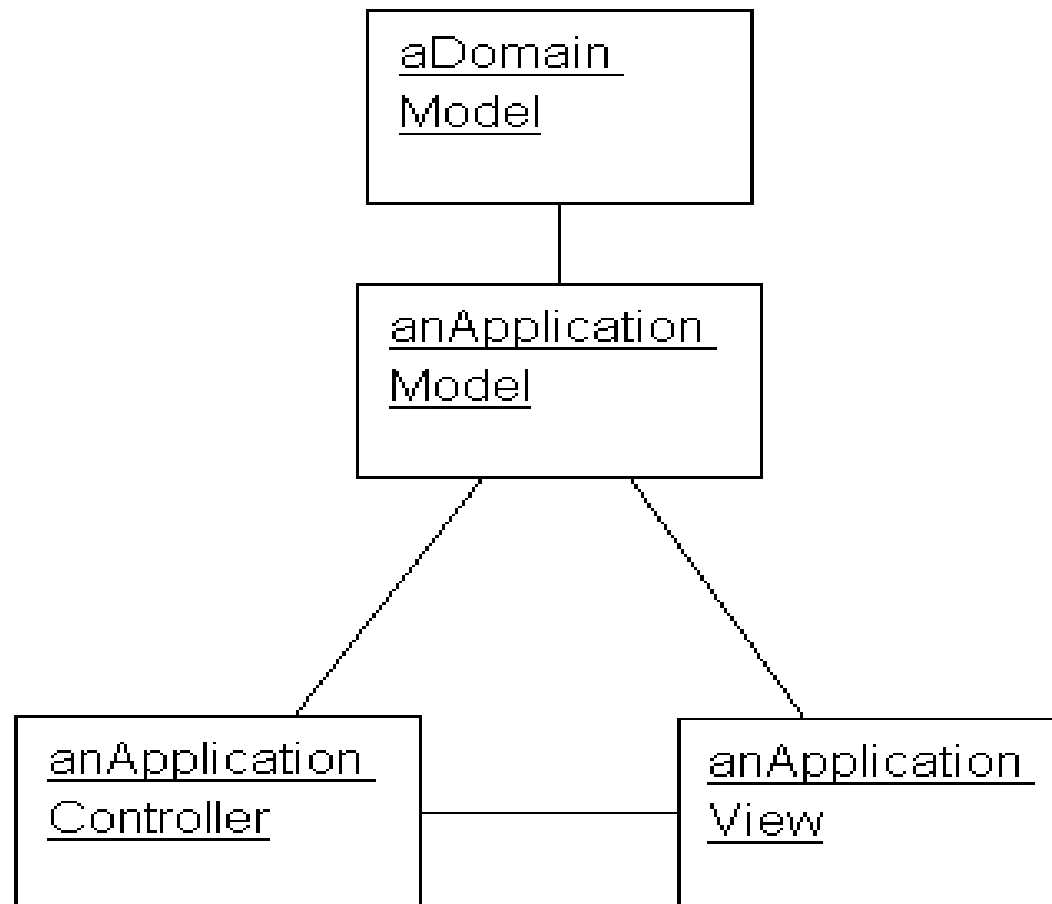 aDomain
Model
anApplication
Model
anApplication
Controller
anApplication
View